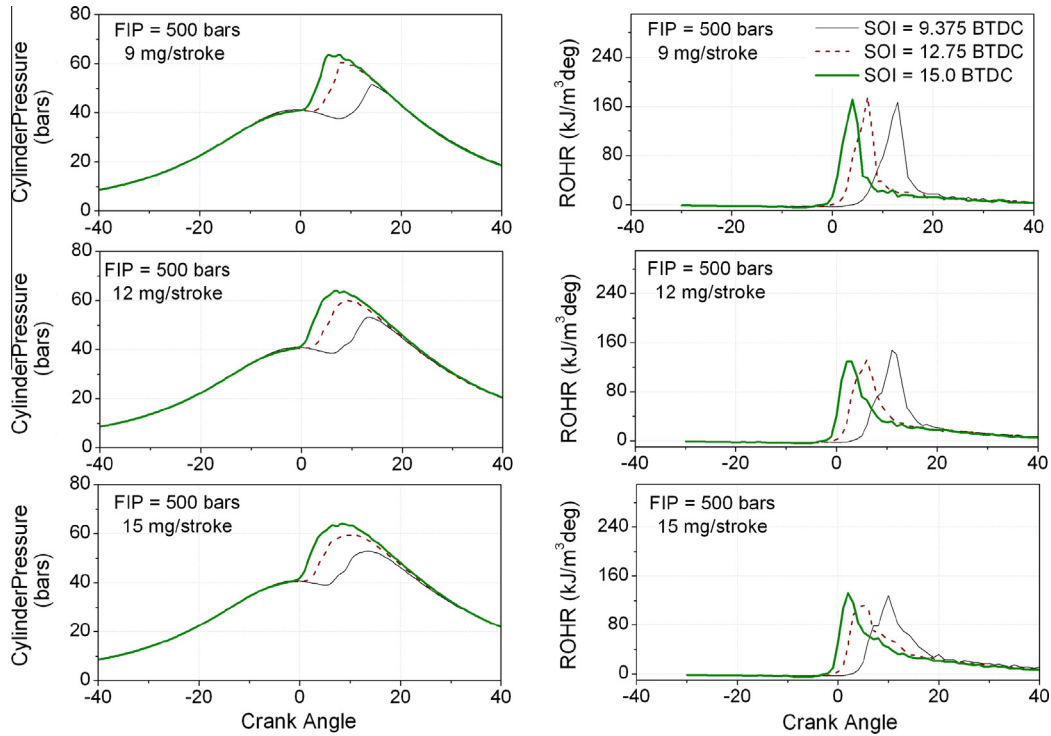 FIP = 500 bars
9 mg/stroke
CylinderPressure
(bars)
80
60
40
20
0
-40 -20 0 20 40
FIP = 500 bars
9 mg/stroke
SOI = 9.375 BTDC
SOI = 12.75 BTDC
SOI = 15.0 BTDC
ROHR (kJ/m³deg)
240
160
80
0
-40 -20 0 20 40
FIP = 500 bars
12 mg/stroke
CylinderPressure
(bars)
80
60
40
20
0
-40 -20 0 20 40
FIP = 500 bars
12 mg/stroke
ROHR (kJ/m³deg)
240
160
80
0
-40 -20 0 20 40
FIP = 500 bars
15 mg/stroke
CylinderPressure
(bars)
80
60
40
20
0
-40 -20 0 20 40
Crank Angle
FIP = 500 bars
15 mg/stroke
ROHR (kJ/m³deg)
240
160
80
0
-40 -20 0 20 40
Crank Angle